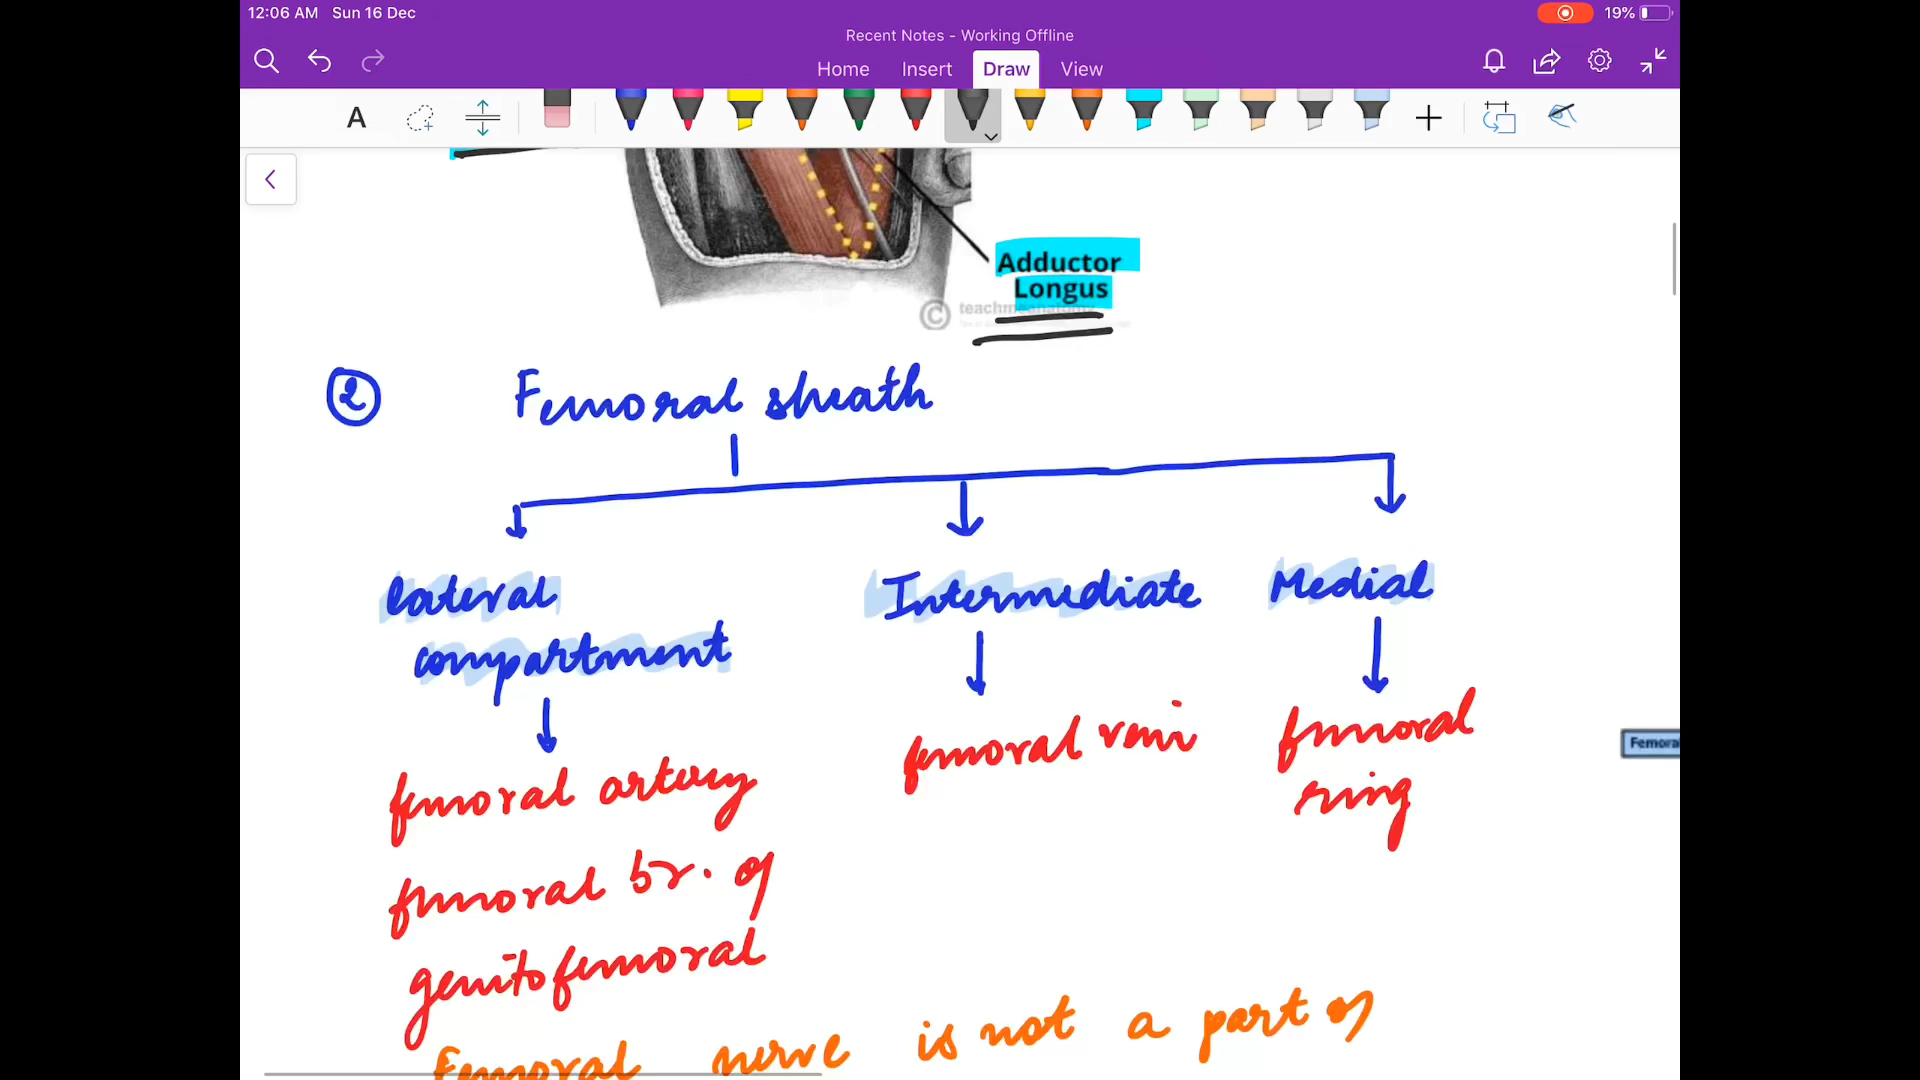 12:06 AM Sun 16 Dec
19%
Recent Notes - Working Offline
Home Insert Draw View
A
Adductor
Longus
©
② Femoral sheath
lateral
compartment
Intermediate
Medial
femoral artery
femoral br. of
genitofemoral
femoral vein
femoral
ring
Femora
Femoral nerve is not a part of